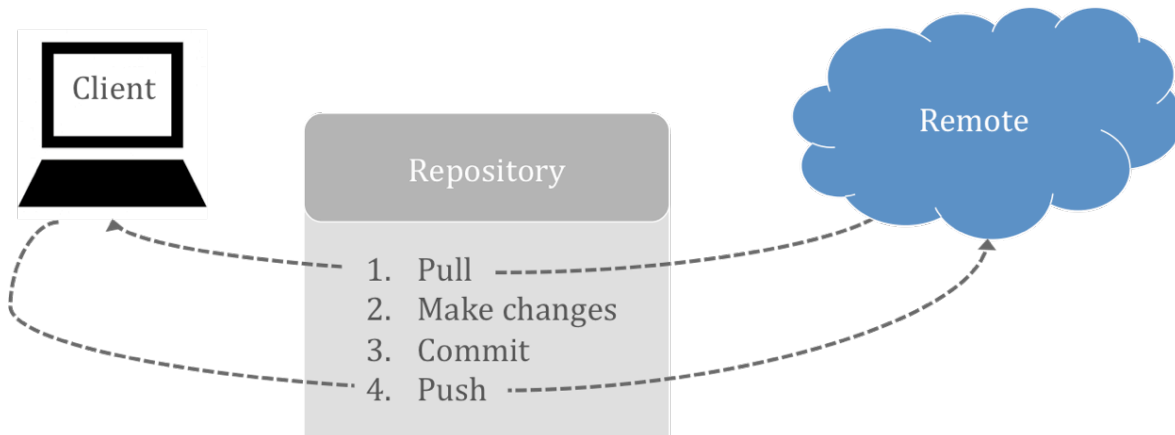 Client
Remote
Repository
1. Pull
2. Make changes
3. Commit
4. Push